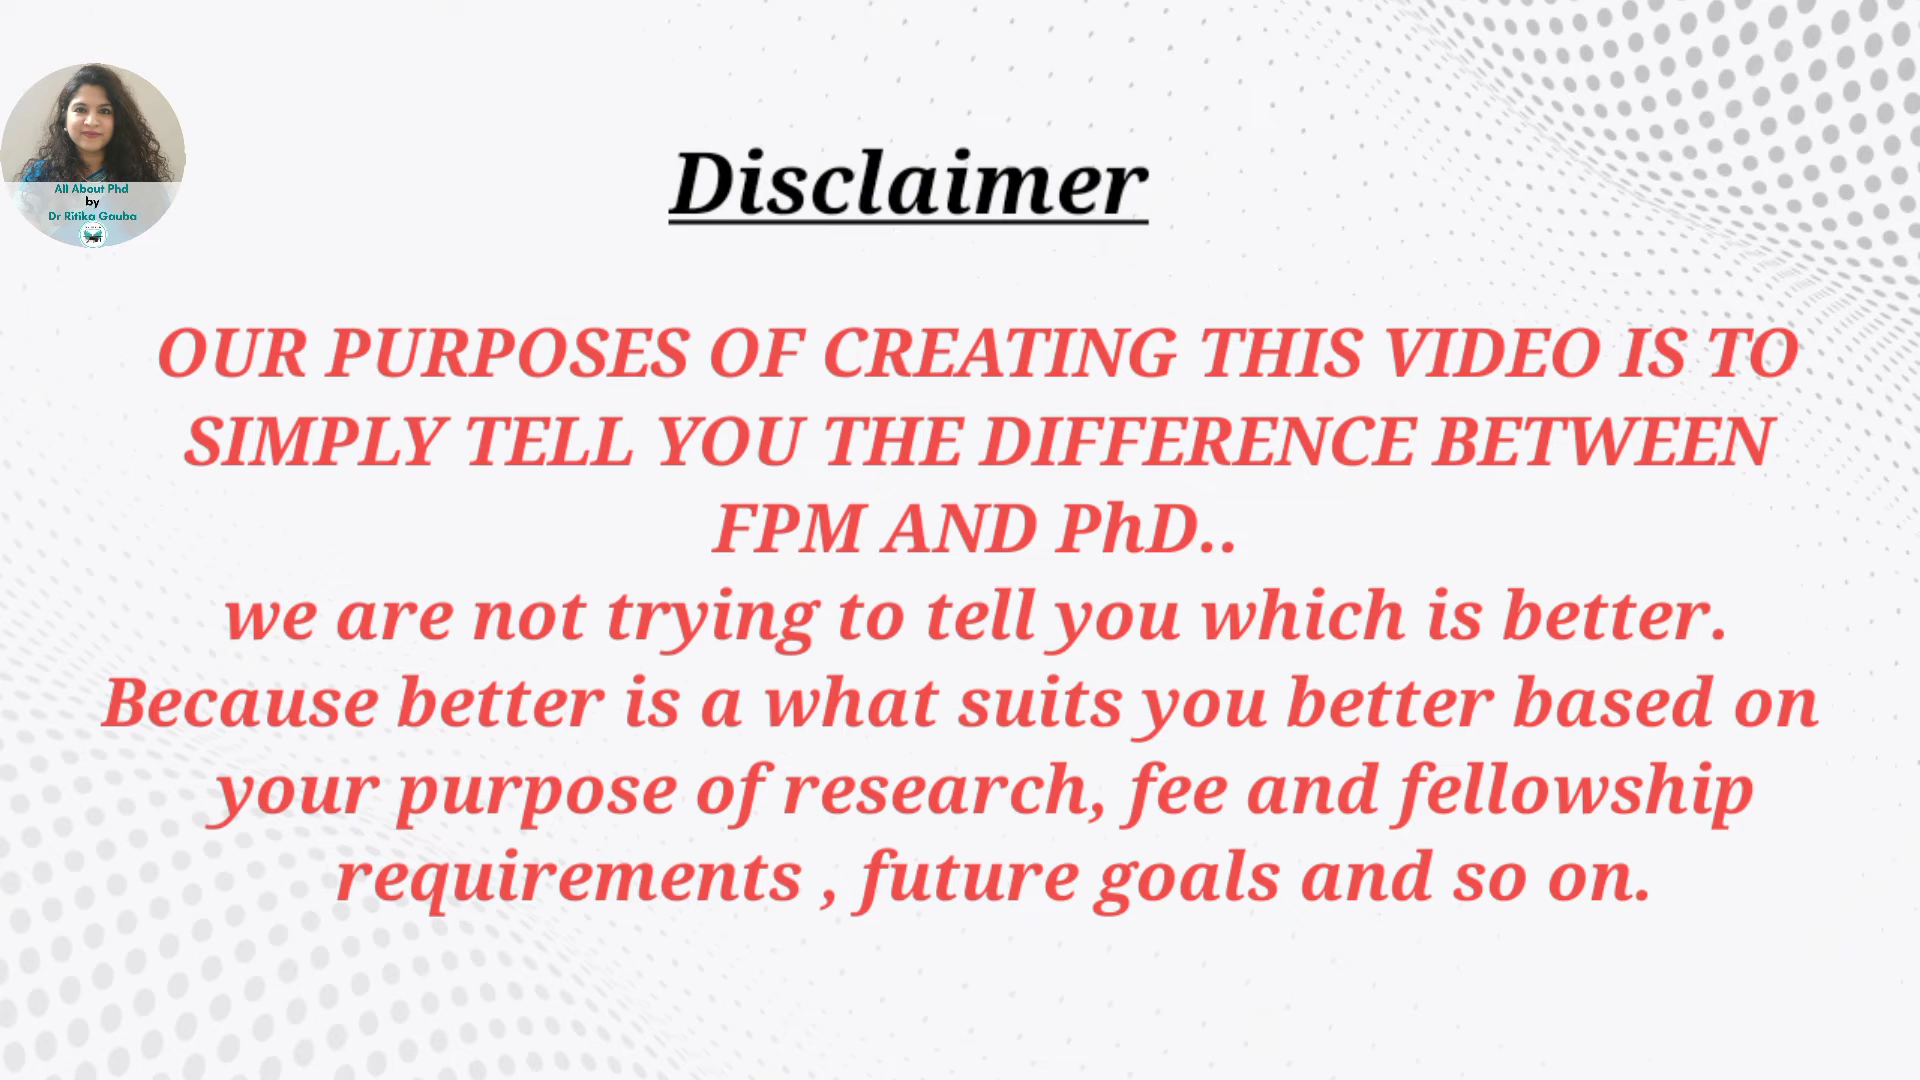 All About Phd
by
Dr Ritika Gauba
Disclaimer
OUR PURPOSES OF CREATING THIS VIDEO IS TO
SIMPLY TELL YOU THE DIFFERENCE BETWEEN
FPM AND PhD..
we are not trying to tell you which is better.
Because better is a what suits you better based on
your purpose of research, fee and fellowship
requirements , future goals and so on.